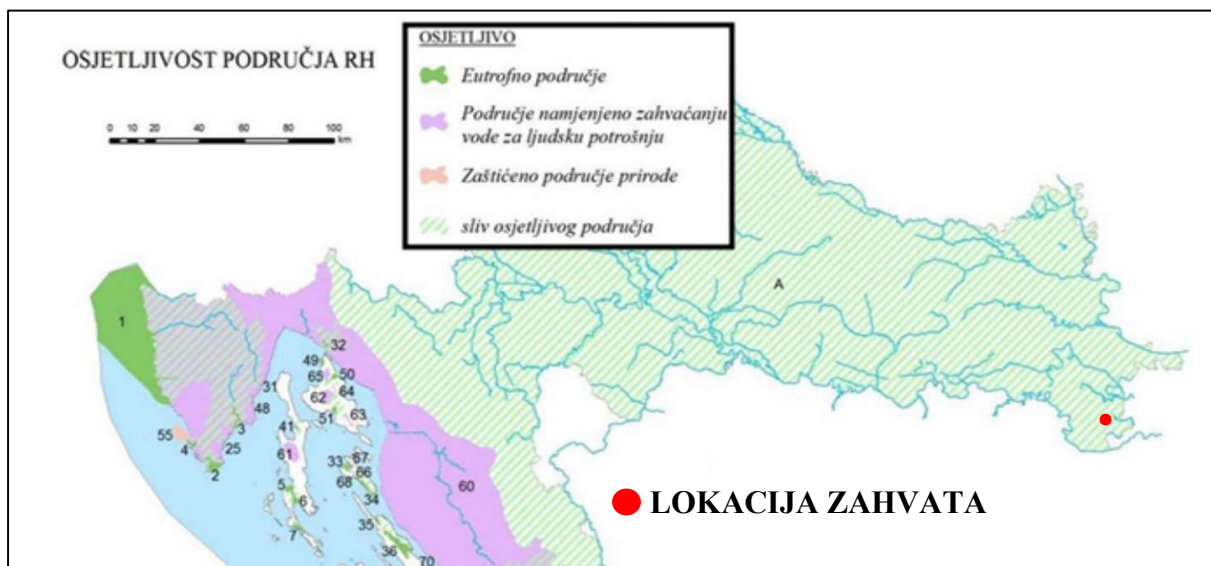 OSJETLJIVOST PODRUČJA RH
0 10 20 40 60 80 100
km
OSJETLJIVO
Eutrofno područje
Područje namjenjeno zahvaćanju
vode za ljudsku potrošnju
Zaštićeno područje prirode
sliv osjetljivog područja
A
1
32
49
65
50
31
64
62
48
51
63
3
41
55
4
25
61
67
33
66
2
5
68
60
6
34
7
35
36
70
LOKACIJA ZAHVATA